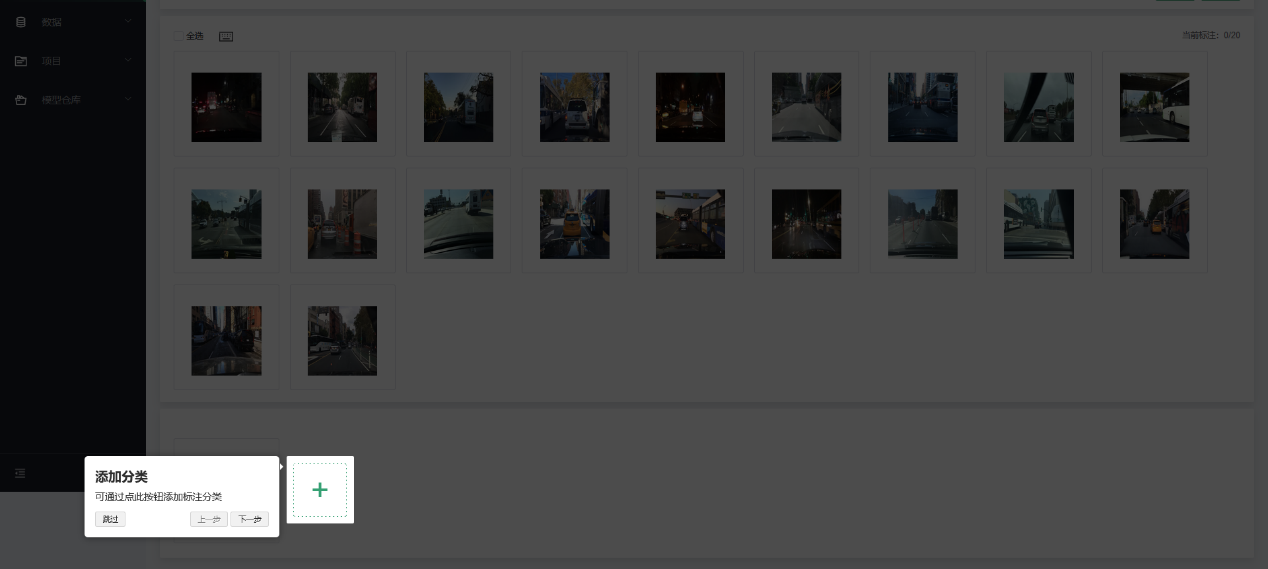 数据
项目
模型仓库
全选
当前标注: 0/20
添加分类
可通过点此按钮添加标注分类
跳过
上一步
下一步